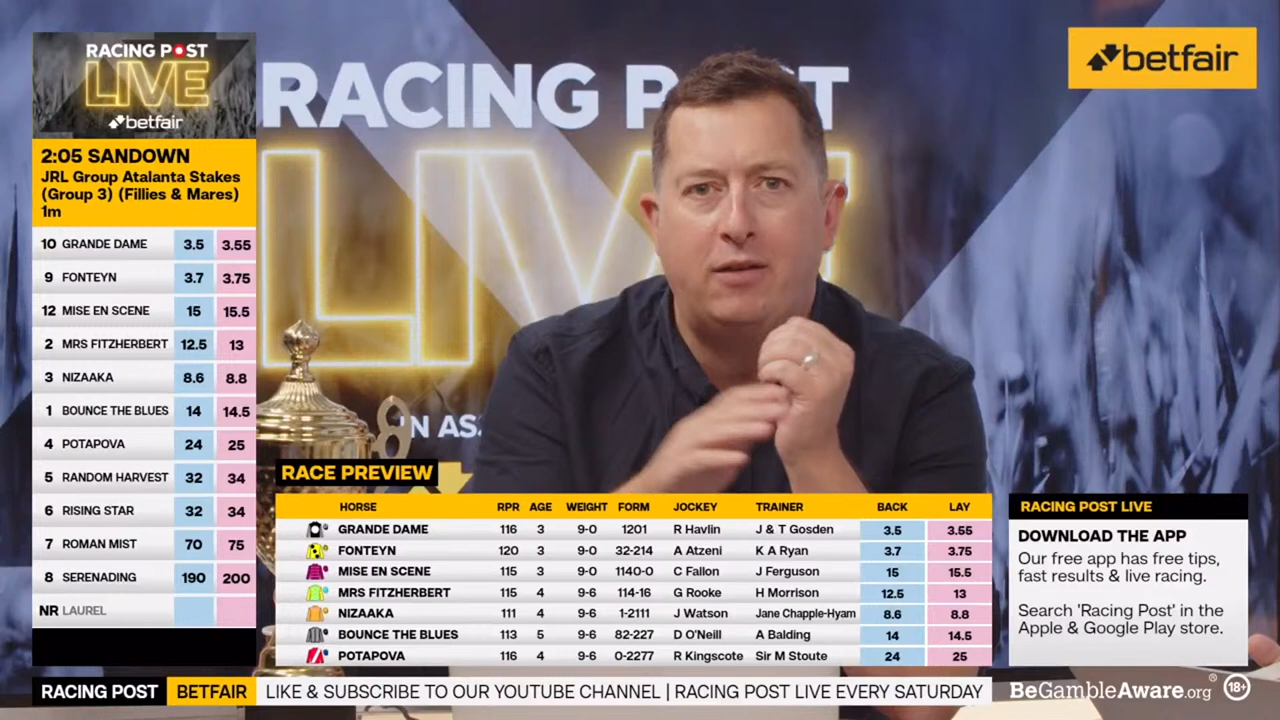 RACING POST
LIVE
betfair
2:05 SANDOWN
JRL Group Atalanta Stakes
(Group 3) (Fillies & Mares)
1m
10 GRANDE DAME 3.5 3.55
9 FONTEYN 3.7 3.75
12 MISE EN SCENE 15 15.5
2 MRS FITZHERBERT 12.5 13
3 NIZAAKA 8.6 8.8
1 BOUNCE THE BLUES 14 14.5
4 POTAPOVA 24 25
5 RANDOM HARVEST 32 34
6 RISING STAR 32 34
7 ROMAN MIST 70 75
8 SERENADING 190 200
NR LAUREL
RACING P ST
LIVE
IN AS
betfair
RACE PREVIEW
HORSE RPR AGE WEIGHT FORM JOCKEY TRAINER BACK LAY
GRANDE DAME 116 3 9-0 1201 R Havlin J & T Gosden 3.5 3.55
FONTEYN 120 3 9-0 32-214 A Atzeni K A Ryan 3.7 3.75
MISE EN SCENE 115 3 9-0 1140-0 C Fallon J Ferguson 15 15.5
MRS FITZHERBERT 115 4 9-6 114-16 G Rooke H Morrison 12.5 13
NIZAAKA 111 4 9-6 1-2111 J Watson Jane Chapple-Hyam 8.6 8.8
BOUNCE THE BLUES 113 5 9-6 82-227 D O'Neill A Balding 14 14.5
POTAPOVA 116 4 9-6 0-2277 R Kingscote Sir M Stoute 24 25
RACING POST LIVE
DOWNLOAD THE APP
Our free app has free tips,
fast results & live racing.
Search 'Racing Post' in the
Apple & Google Play store.
RACING POST BETFAIR LIKE & SUBSCRIBE TO OUR YOUTUBE CHANNEL | RACING POST LIVE EVERY SATURDAY
BeGambleAware.org® 18+